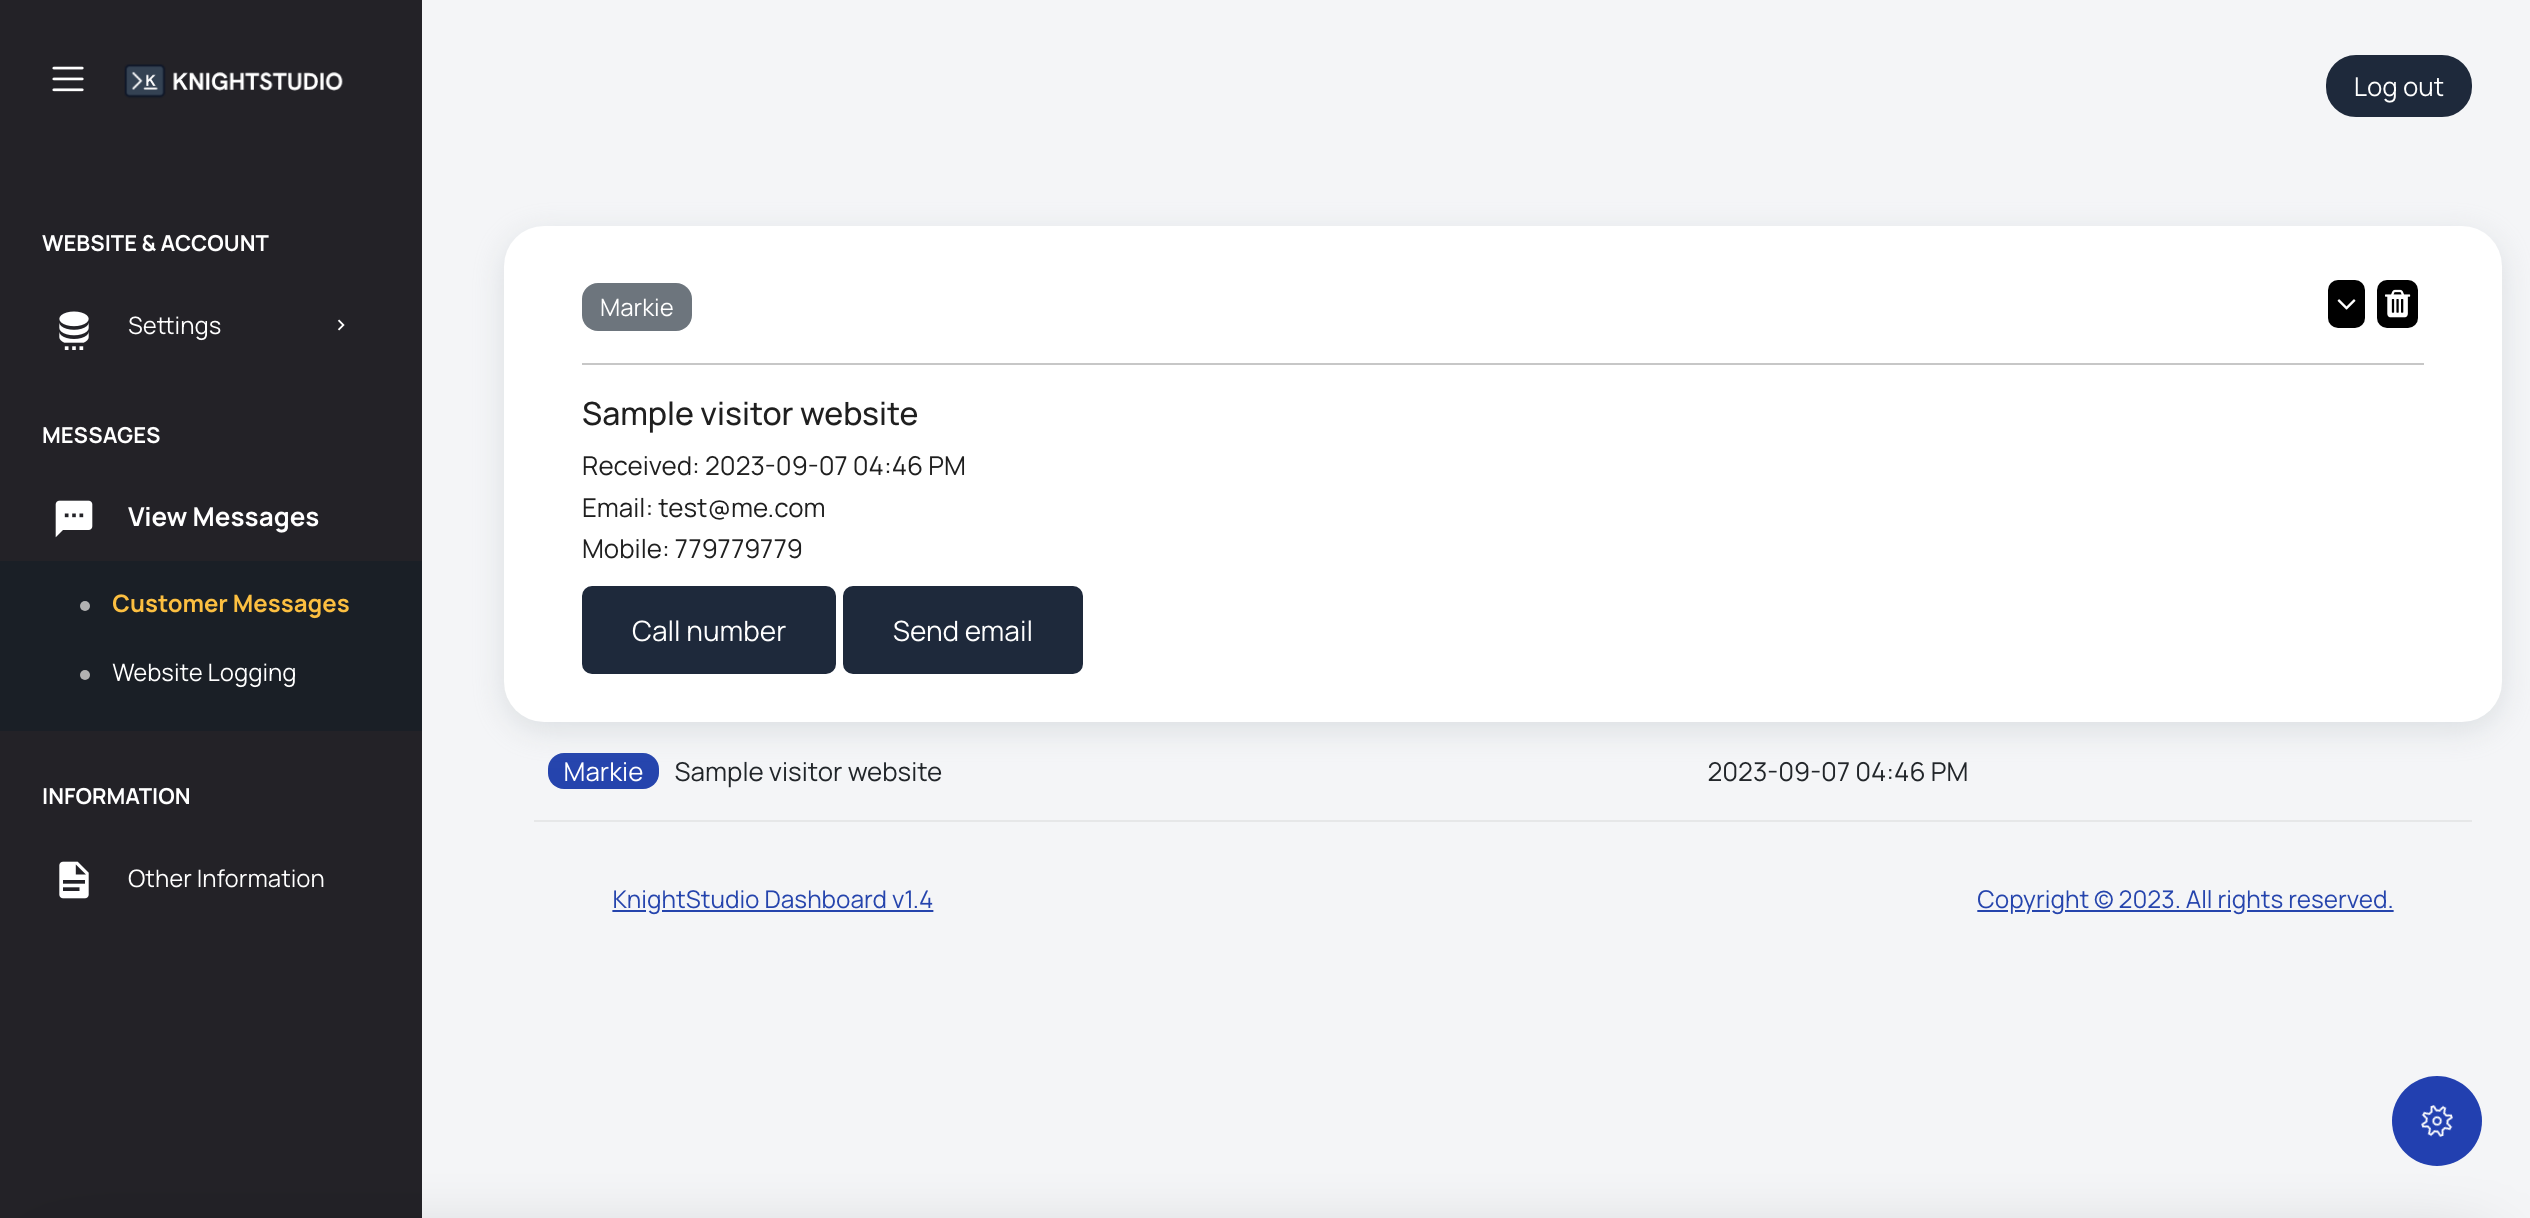 KNIGHTSTUDIO
Log out
WEBSITE & ACCOUNT
Settings
MESSAGES
View Messages
Customer Messages
Website Logging
INFORMATION
Other Information
Markie
Sample visitor website
Received: 2023-09-07 04:46 PM
Email: test@me.com
Mobile: 779779779
Call number Send email
Markie Sample visitor website 2023-09-07 04:46 PM
KnightStudio Dashboard v1.4 Copyright © 2023. All rights reserved.